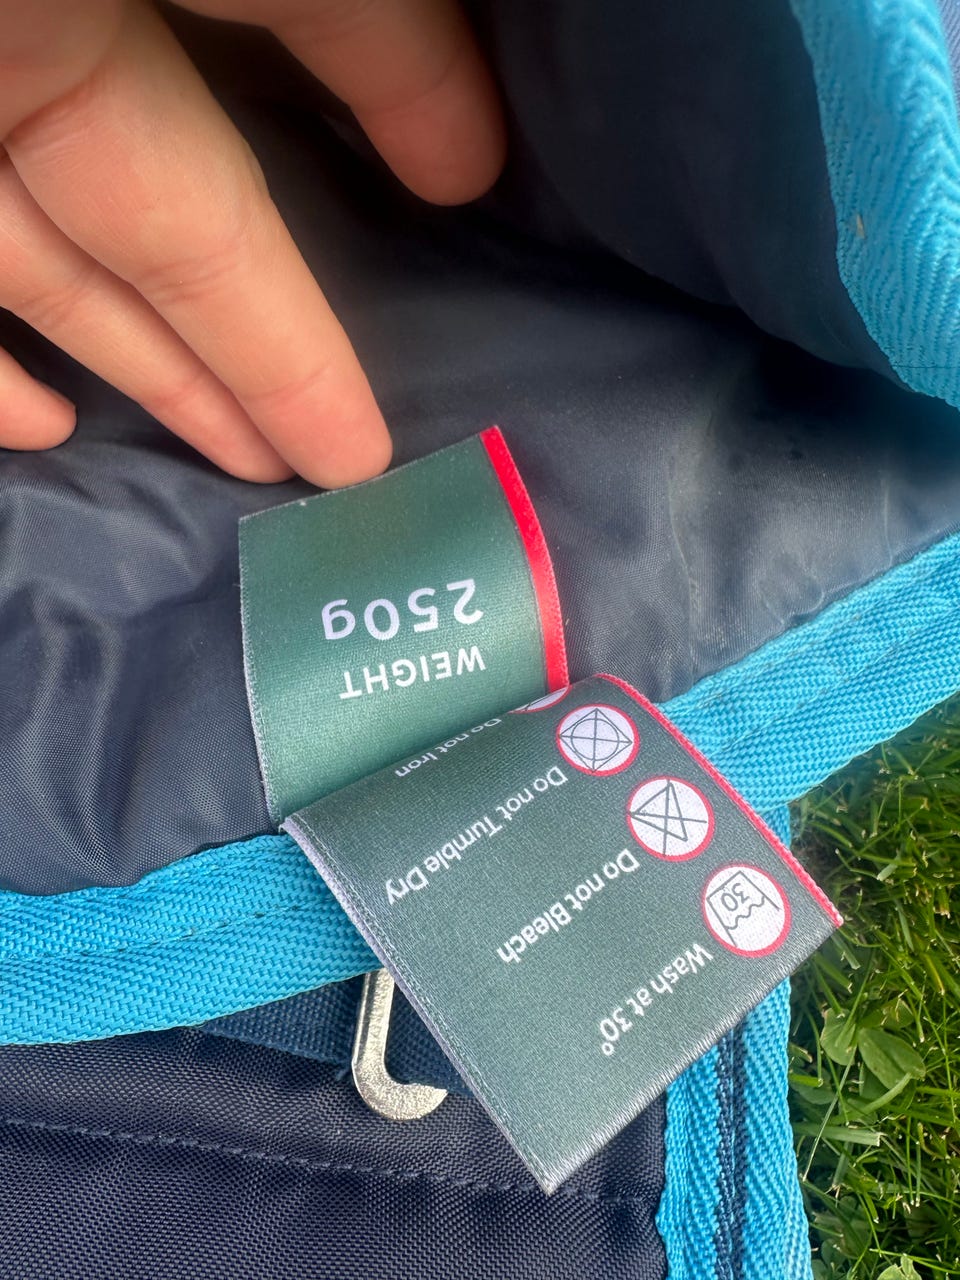 WEIGHT
250g
Wash at 30°
30
Do not Bleach
Do not Tumble Dry
Do not Iron